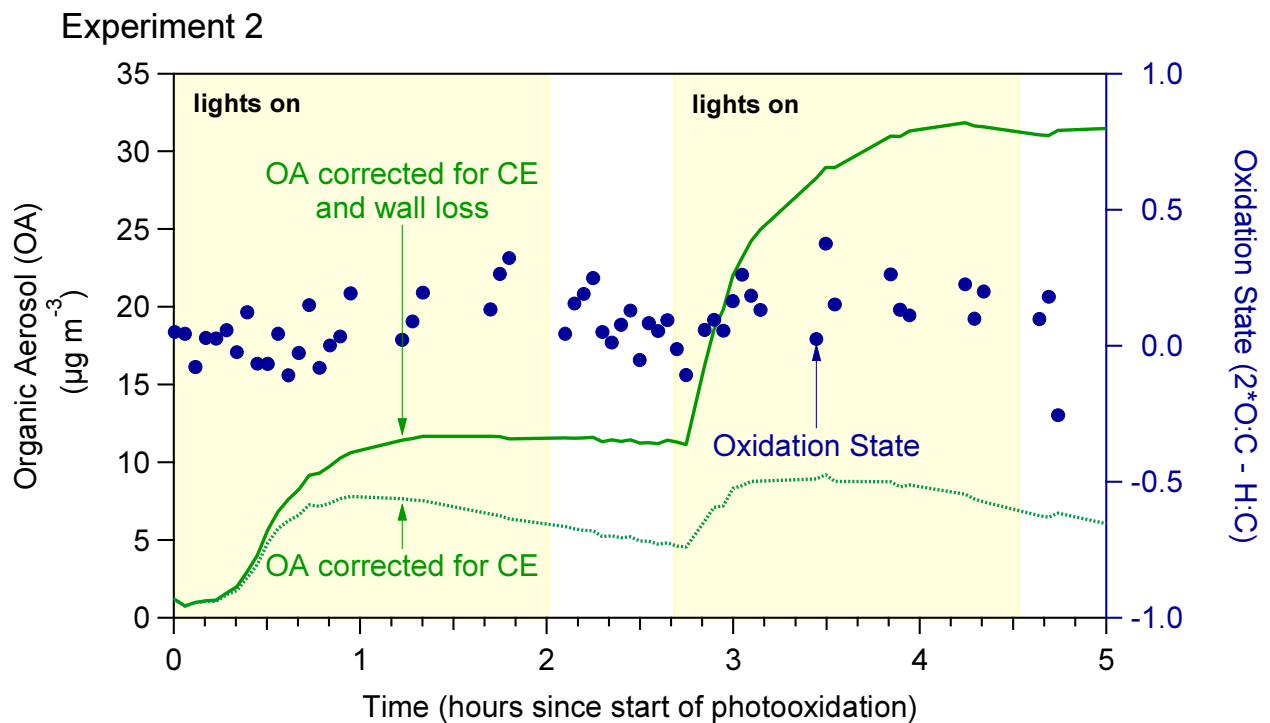 Experiment 2
35
30
25
20
15
10
5
0
Organic Aerosol (OA)
(µg m⁻³)
lights on
lights on
OA corrected for CE
and wall loss
Oxidation State
OA corrected for CE
1.0
0.5
0.0
-0.5
-1.0
Oxidation State (2*O:C - H:C)
0
1
2
3
4
5
Time (hours since start of photooxidation)